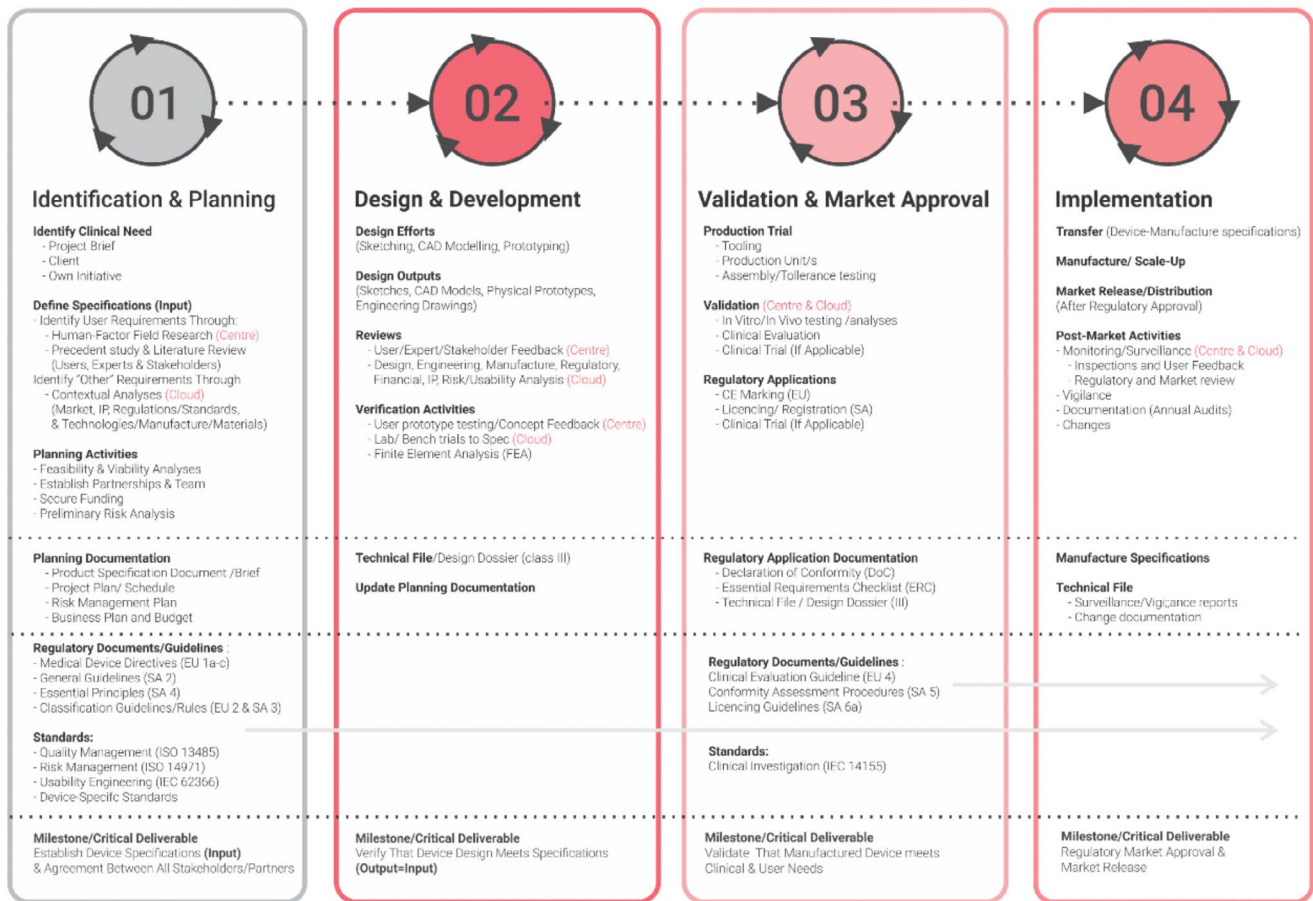 01
Identification & Planning
Identify Clinical Need
- Project Brief
- Client
- Own Initiative
Define Specifications (Input)
- Identify User Requirements Through:
- Human-Factor Field Research (Centre)
- Precedent study & Literature Review
(Users, Experts & Stakeholders)
Identify "Other" Requirements Through
- Contextual Analyses (Cloud)
(Market, IP, Regulations/Standards,
& Technologies/Manufacture/Materials)
Planning Activities
- Feasibility & Viability Analyses
- Establish Partnerships & Team
- Secure Funding
- Preliminary Risk Analysis
Planning Documentation
- Product Specification Document /Brief
- Project Plan/ Schedule
- Risk Management Plan
- Business Plan and Budget
Regulatory Documents/Guidelines :
- Medical Device Directives (EU 1a-c)
- General Guidelines (SA 2)
- Essential Principles (SA 4)
- Classification Guidelines/Rules (EU 2 & SA 3)
Standards:
- Quality Management (ISO 13485)
- Risk Management (ISO 14971)
- Usability Engineering (IEC 62366)
- Device-Specifc Standards
Milestone/Critical Deliverable
Establish Device Specifications (Input)
& Agreement Between All Stakeholders/Partners
02
Design & Development
Design Efforts
(Sketching, CAD Modelling, Prototyping)
Design Outputs
(Sketches, CAD Models, Physical Prototypes,
Engineering Drawings)
Reviews
- User/Expert/Stakeholder Feedback (Centre)
- Design, Engineering, Manufacture, Regulatory,
Financial, IP, Risk/Usability Analysis (Cloud)
Verification Activities
- User prototype testing/Concept Feedback (Centre)
- Lab/ Bench trials to Spec (Cloud)
- Finite Element Analysis (FEA)
Technical File/Design Dossier (class III)
Update Planning Documentation
Milestone/Critical Deliverable
Verify That Device Design Meets Specifications
(Output=Input)
03
Validation & Market Approval
Production Trial
- Tooling
- Production Unit/s
- Assembly/Tollerance testing
Validation (Centre & Cloud)
- In Vitro/In Vivo testing /analyses
- Clinical Evaluation
- Clinical Trial (If Applicable)
Regulatory Applications
- CE Marking (EU)
- Licencing/ Registration (SA)
- Clinical Trial (If Applicable)
Regulatory Application Documentation
- Declaration of Conformity (DoC)
- Essential Requirements Checklist (ERC)
- Technical File / Design Dossier (III)
Regulatory Documents/Guidelines :
Clinical Evaluation Guideline (EU 4)
Conformity Assessment Procedures (SA 5)
Licencing Guidelines (SA 6a)
Standards:
Clinical Investigation (IEC 14155)
Milestone/Critical Deliverable
Validate That Manufactured Device meets
Clinical & User Needs
04
Implementation
Transfer (Device-Manufacture specifications)
Manufacture/ Scale-Up
Market Release/Distribution
(After Regulatory Approval)
Post-Market Activities
- Monitoring/Surveillance (Centre & Cloud)
- Inspections and User Feedback
- Regulatory and Market review
- Vigilance
- Documentation (Annual Audits)
- Changes
Manufacture Specifications
Technical File
- Surveillance/Vigi;;ance reports
- Change documentation
Milestone/Critical Deliverable
Regulatory Market Approval &
Market Release